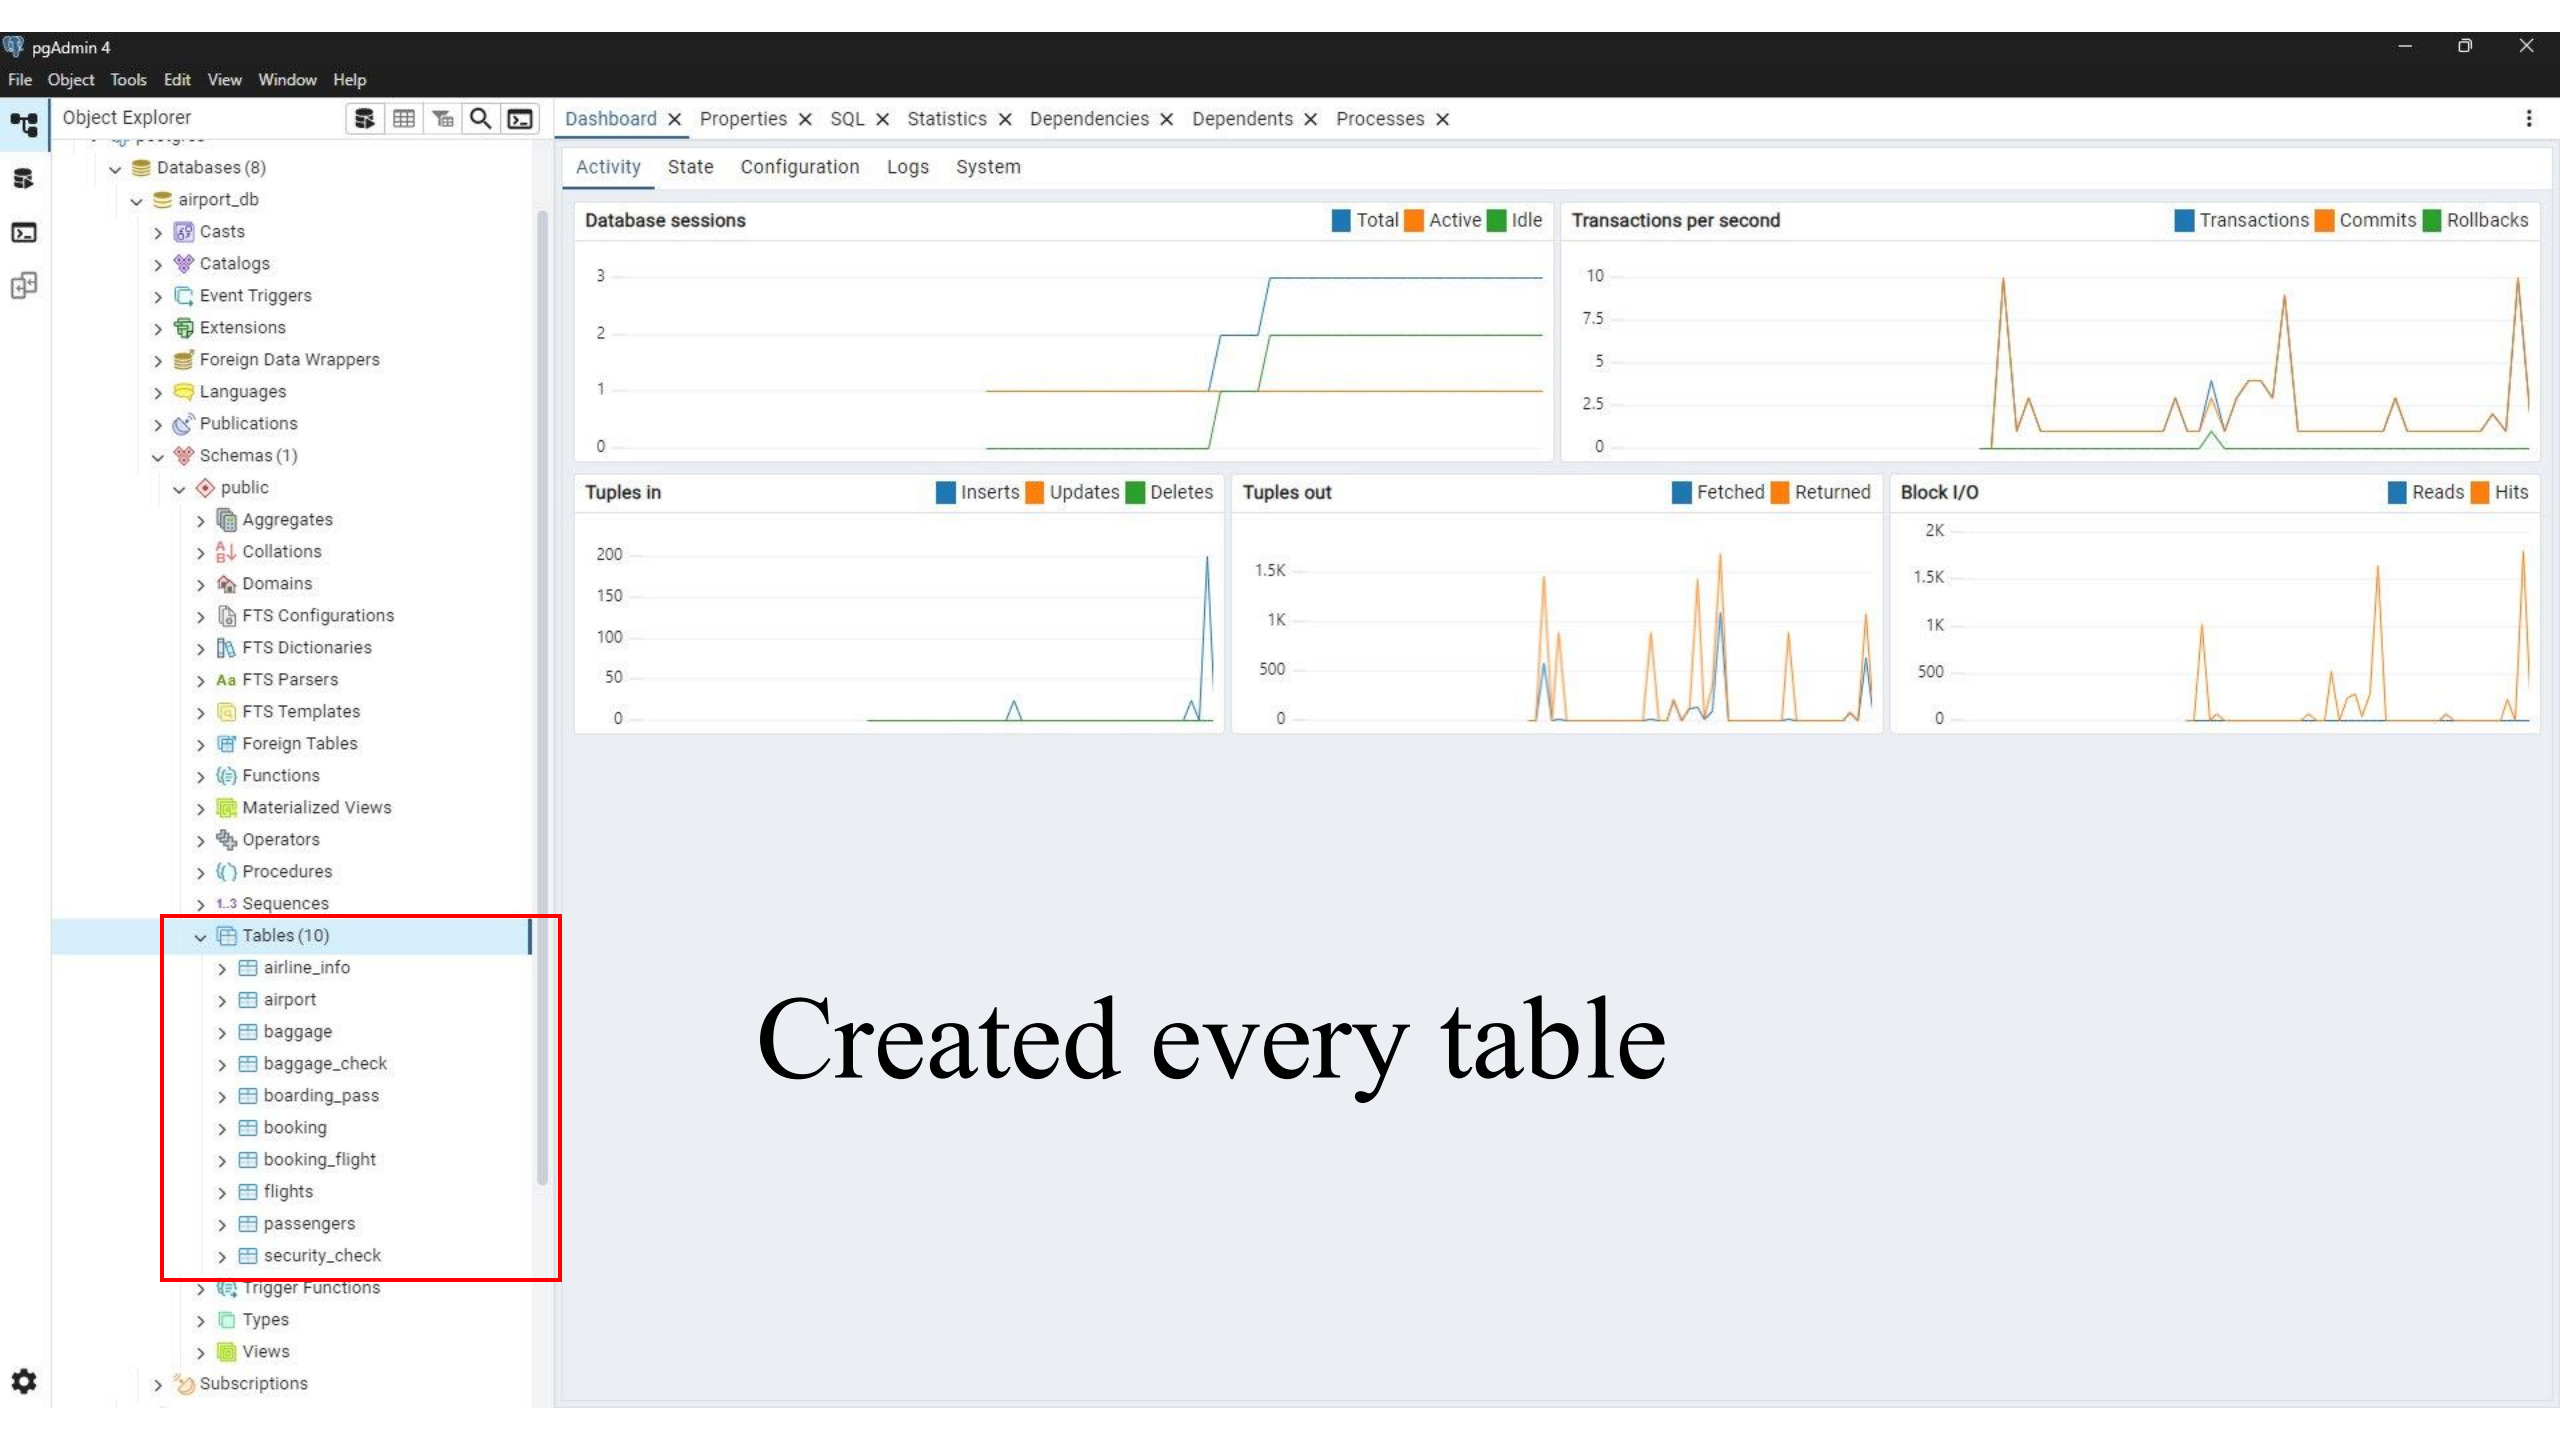 pgAdmin 4
File Object Tools Edit View Window Help
Object Explorer
Dashboard Properties SQL Statistics Dependencies Dependents Processes
Activity State Configuration Logs System
Databases (8)
airport_db
Casts
Catalogs
Event Triggers
Extensions
Foreign Data Wrappers
Languages
Publications
Schemas (1)
public
Aggregates
Collations
Domains
FTS Configurations
FTS Dictionaries
Aa FTS Parsers
FTS Templates
Foreign Tables
Functions
Materialized Views
Operators
Procedures
1..3 Sequences
Tables (10)
airline_info
airport
baggage
baggage_check
boarding_pass
booking
booking_flight
flights
passengers
security_check
Trigger Functions
Types
Views
Subscriptions
Database sessions Total Active Idle
3
2
1
0
Transactions per second Transactions Commits Rollbacks
10
7.5
5
2.5
0
Tuples in Inserts Updates Deletes
200
150
100
50
0
Tuples out Fetched Returned
1.5K
1K
500
0
Block I/O Reads Hits
2K
1.5K
1K
500
0
Created every table